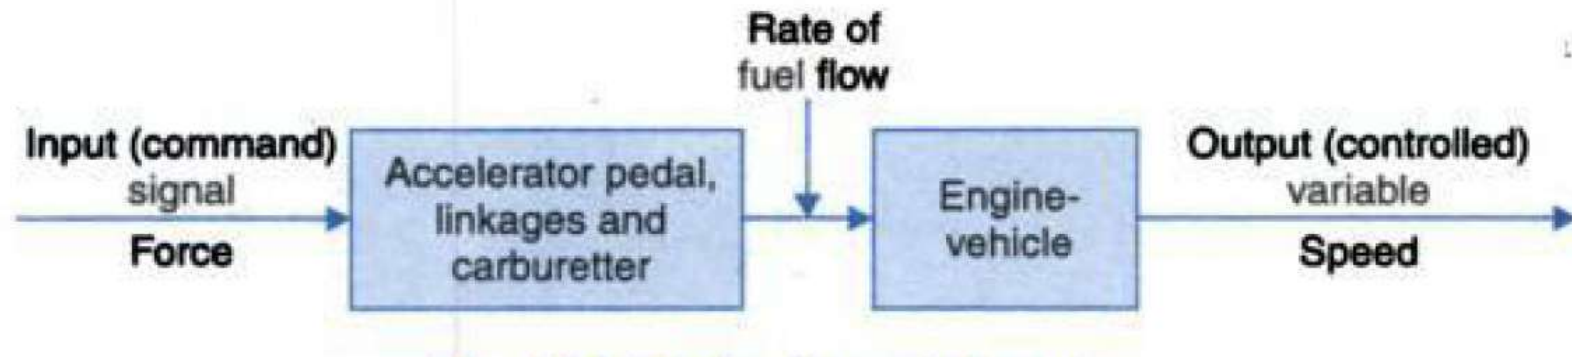 Rate of
fuel flow
Input (command)
signal
Force
Accelerator pedal,
linkages and
carburetter
Engine-
vehicle
Output (controlled)
variable
Speed